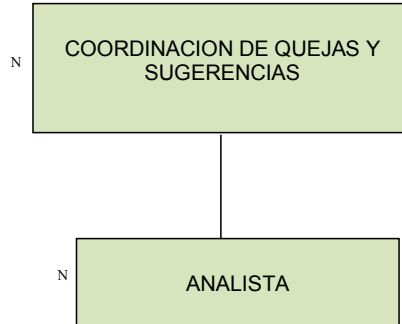 N
COORDINACION DE QUEJAS Y
SUGERENCIAS
N
ANALISTA